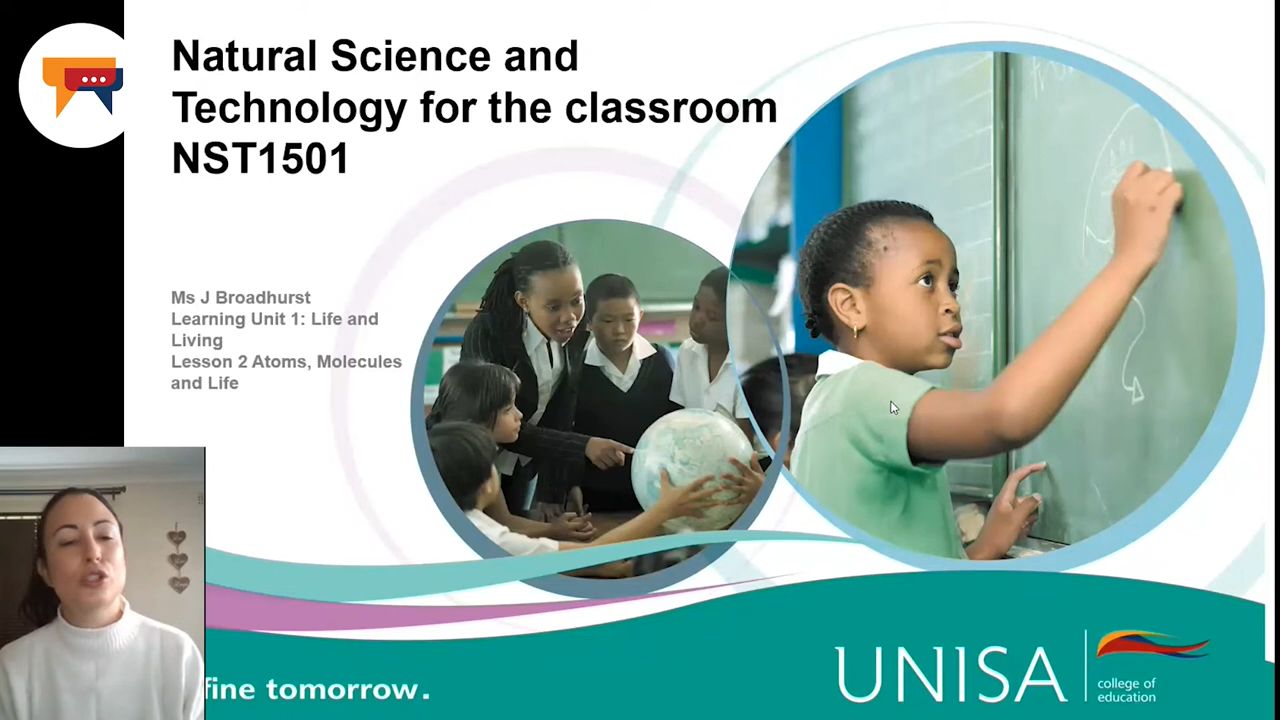 Natural Science and
Technology for the classroom
NST1501
Ms J Broadhurst
Learning Unit 1: Life and
Living
Lesson 2 Atoms, Molecules
and Life
fine tomorrow.
UNISA
college of
education